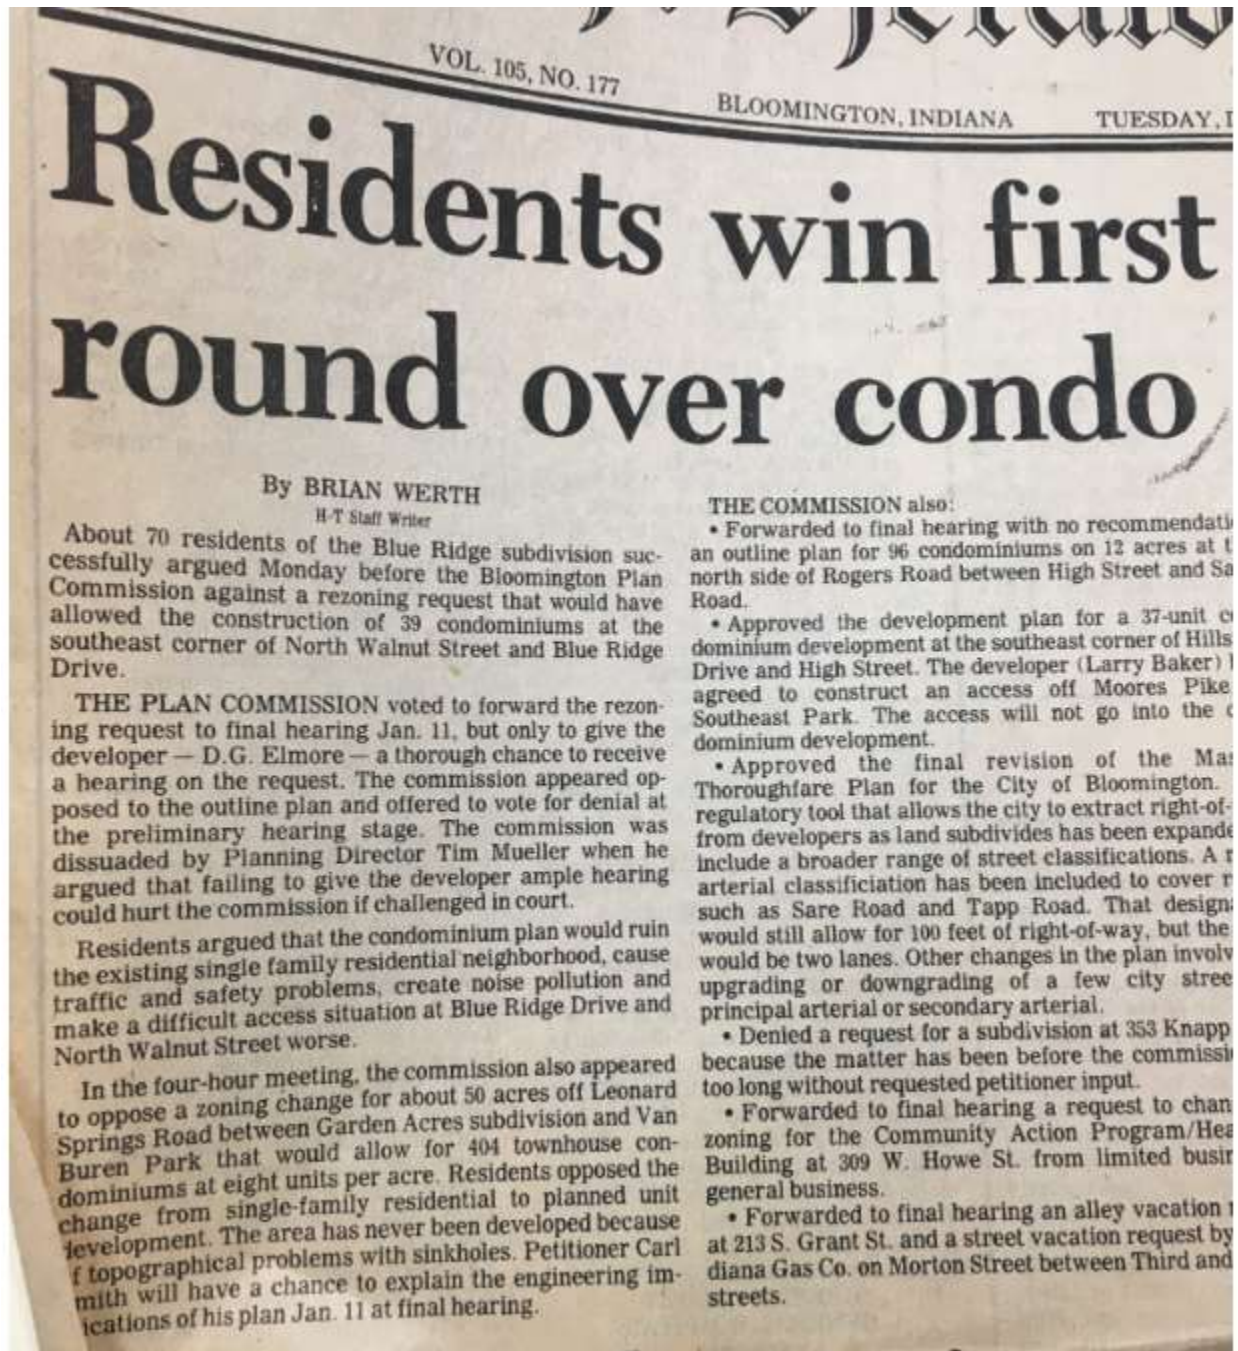 Herald
VOL. 105, NO. 177
BLOOMINGTON, INDIANA
TUESDAY,
Residents win first
round over condo
By BRIAN WERTH
H-T Staff Writer
About 70 residents of the Blue Ridge subdivision suc-
cessfully argued Monday before the Bloomington Plan
Commission against a rezoning request that would have
allowed the construction of 39 condominiums at the
southeast corner of North Walnut Street and Blue Ridge
Drive.
THE PLAN COMMISSION voted to forward the rezon-
ing request to final hearing Jan. 11, but only to give the
developer — D.G. Elmore — a thorough chance to receive
a hearing on the request. The commission appeared op-
posed to the outline plan and offered to vote for denial at
the preliminary hearing stage. The commission was
dissuaded by Planning Director Tim Mueller when he
argued that failing to give the developer ample hearing
could hurt the commission if challenged in court.
Residents argued that the condominium plan would ruin
the existing single family residential neighborhood, cause
traffic and safety problems, create noise pollution and
make a difficult access situation at Blue Ridge Drive and
North Walnut Street worse.
In the four-hour meeting, the commission also appeared
to oppose a zoning change for about 50 acres off Leonard
Springs Road between Garden Acres subdivision and Van
Buren Park that would allow for 404 townhouse con-
dominiums at eight units per acre. Residents opposed the
change from single-family residential to planned unit
development. The area has never been developed because
f topographical problems with sinkholes. Petitioner Carl
mith will have a chance to explain the engineering im-
ications of his plan Jan. 11 at final hearing.
THE COMMISSION also:
• Forwarded to final hearing with no recommendati
an outline plan for 96 condominiums on 12 acres at t
north side of Rogers Road between High Street and Sa
Road.
• Approved the development plan for a 37-unit c
dominium development at the southeast corner of Hills
Drive and High Street. The developer (Larry Baker)
agreed to construct an access off Moores Pike
Southeast Park. The access will not go into the c
dominium development.
• Approved the final revision of the Mas
Thoroughfare Plan for the City of Bloomington.
regulatory tool that allows the city to extract right-of-
from developers as land subdivides has been expande
include a broader range of street classifications. A
arterial classificiation has been included to cover r
such as Sare Road and Tapp Road. That design
would still allow for 100 feet of right-of-way, but the
would be two lanes. Other changes in the plan involv
upgrading or downgrading of a few city stree
principal arterial or secondary arterial.
• Denied a request for a subdivision at 353 Knapp
because the matter has been before the commissi
too long without requested petitioner input.
• Forwarded to final hearing a request to chan
zoning for the Community Action Program/Hea
Building at 309 W. Howe St. from limited busin
general business.
• Forwarded to final hearing an alley vacation
at 213 S. Grant St. and a street vacation request by
diana Gas Co. on Morton Street between Third and
streets.